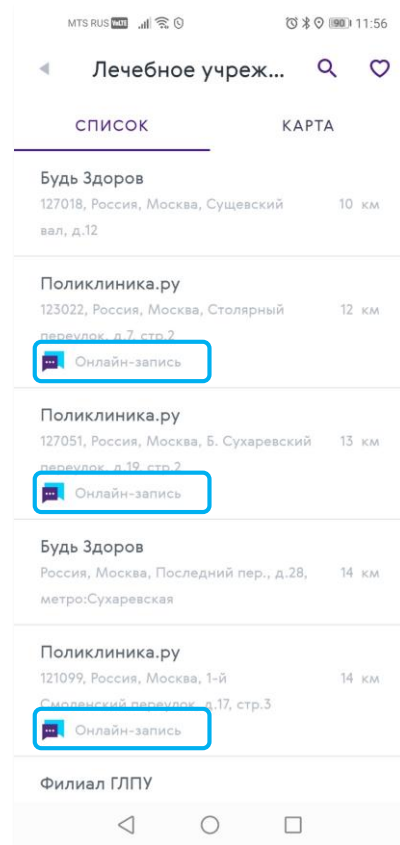 MTS RUS VoLTE 90 11:56
Лечебное учреж...
СПИСОК КАРТА
Будь Здоров
127018, Россия, Москва, Сущевский 10 км
вал, д.12
Поликлиника.ру
123022, Россия, Москва, Столярный 12 км
переулок, д.7, стр.2
Онлайн-запись
Поликлиника.ру
127051, Россия, Москва, Б. Сухаревский 13 км
переулок, д.19, стр.2
Онлайн-запись
Будь Здоров
Россия, Москва, Последний пер., д.28, 14 км
метро:Сухаревская
Поликлиника.ру
121099, Россия, Москва, 1-й 14 км
Смоленский переулок, д.17, стр.3
Онлайн-запись
Филиал ГЛПУ